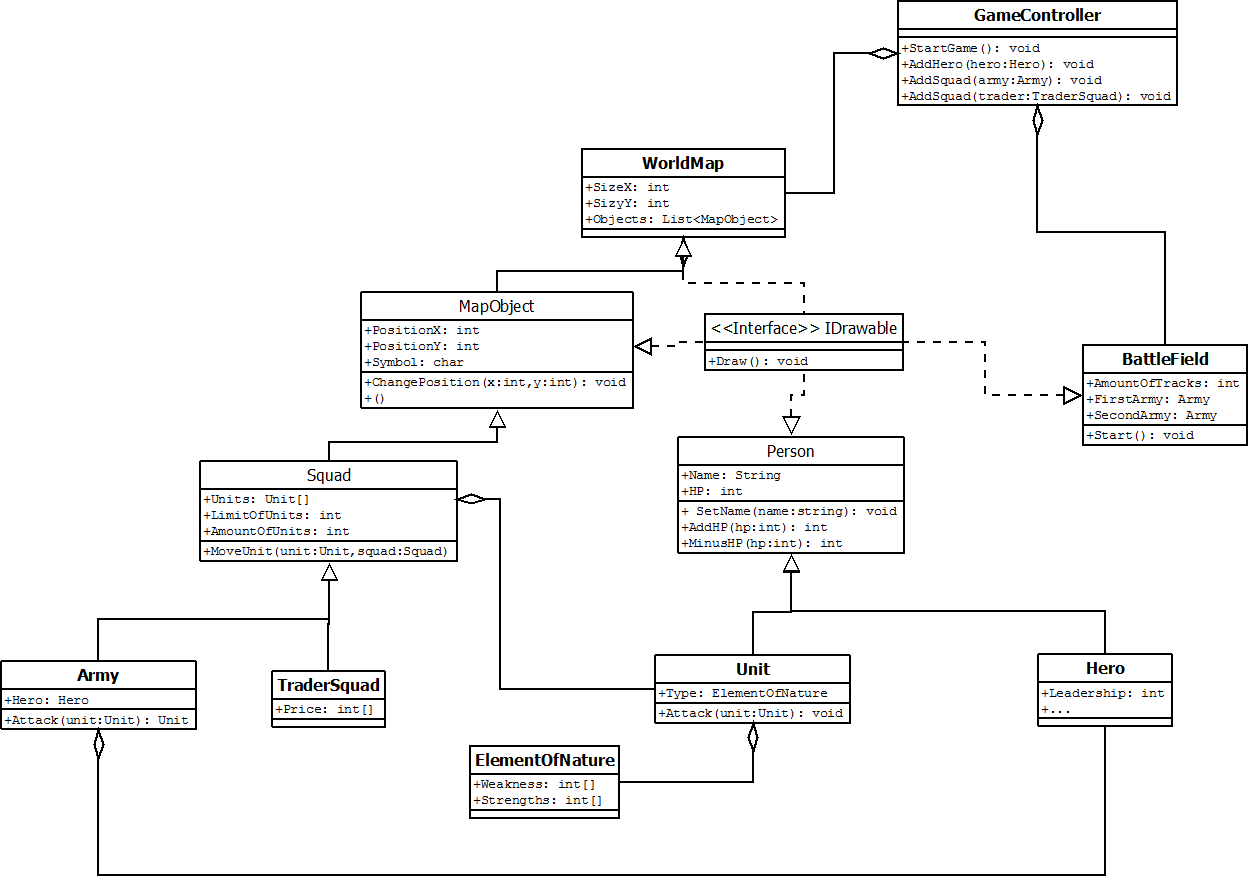 GameController
+StartGame(): void
+AddHero(hero:Hero): void
+AddSquad(army:Army): void
+AddSquad(trader:TraderSquad): void
WorldMap
+SizeX: int
+SizyY: int
+Objects: List<MapObject>
MapObject
+PositionX: int
+PositionY: int
+Symbol: char
+ChangePosition(x:int,y:int): void
+()
<<Interface>> IDrawable
+Draw(): void
BattleField
+AmountOfTracks: int
+FirstArmy: Army
+SecondArmy: Army
+Start(): void
Squad
+Units: Unit[]
+LimitOfUnits: int
+AmountOfUnits: int
+MoveUnit(unit:Unit,squad:Squad)
Person
+Name: String
+HP: int
+ SetName(name:string): void
+AddHP(hp:int): int
+MinusHP(hp:int): int
Army
+Hero: Hero
+Attack(unit:Unit): Unit
TraderSquad
+Price: int[]
Unit
+Type: ElementOfNature
+Attack(unit:Unit): void
Hero
+Leadership: int
+...
ElementOfNature
+Weakness: int[]
+Strengths: int[]